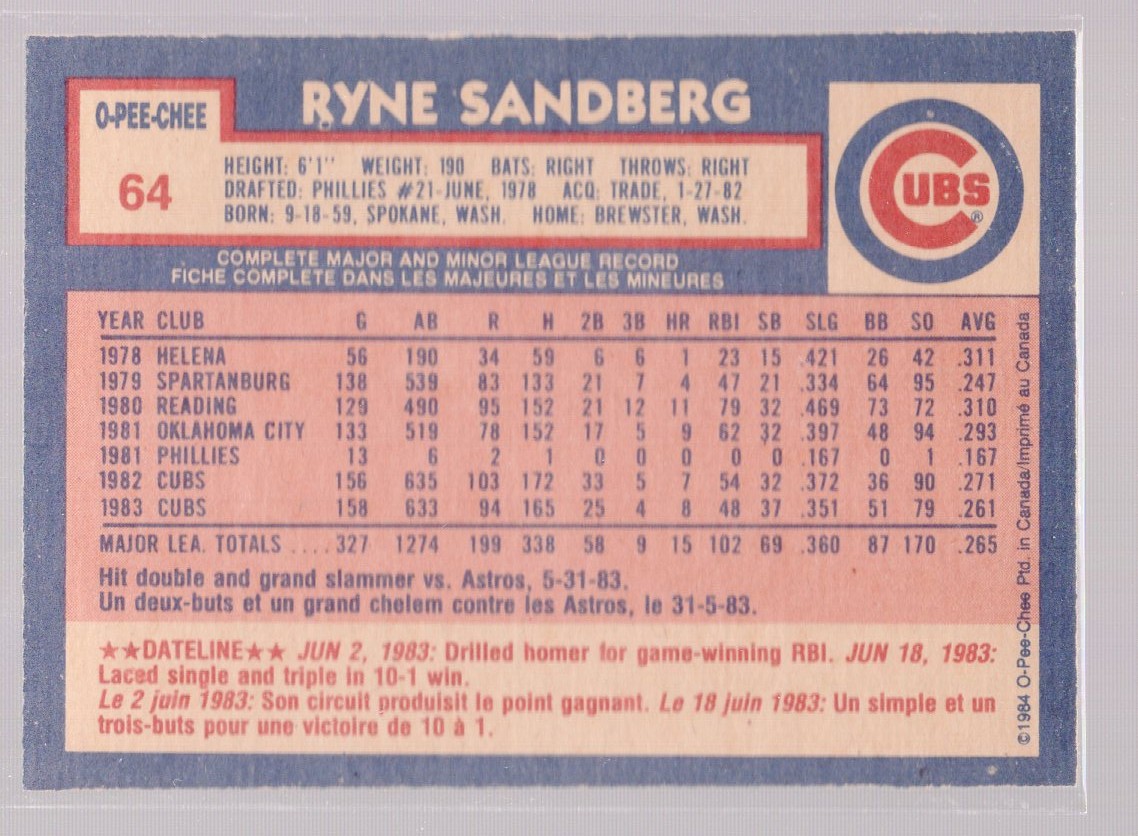 O-PEE-CHEE
64
RYNE SANDBERG
HEIGHT: 6'1" WEIGHT: 190 BATS: RIGHT THROWS: RIGHT
DRAFTED: PHILLIES #21-JUNE, 1978 ACQ: TRADE, 1-27-82
BORN: 9-18-59, SPOKANE, WASH. HOME: BREWSTER, WASH.
CUBS®
COMPLETE MAJOR AND MINOR LEAGUE RECORD
FICHE COMPLETE DANS LES MAJEURES ET LES MINEURES
YEAR CLUB G AB R H 2B 3B HR RBI SB SLG BB SO AVG
1978 HELENA 56 190 34 59 6 6 1 23 15 .421 26 42 .311
1979 SPARTANBURG 138 539 83 133 21 7 4 47 21 .334 64 95 .247
1980 READING 129 490 95 152 21 12 11 79 32 .469 73 72 .310
1981 OKLAHOMA CITY 133 519 78 152 17 5 9 62 32 .397 48 94 .293
1981 PHILLIES 13 6 2 1 0 0 0 0 0 .167 0 1 .167
1982 CUBS 156 635 103 172 33 5 7 54 32 .372 36 90 .271
1983 CUBS 158 633 94 165 25 4 8 48 37 .351 51 79 .261
MAJOR LEA. TOTALS ....327 1274 199 338 58 9 15 102 69 .360 87 170 .265
Hit double and grand slammer vs. Astros, 5-31-83.
Un deux-buts et un grand chelem contre les Astros, le 31-5-83.
★★DATELINE★★ JUN 2, 1983: Drilled homer for game-winning RBI. JUN 18, 1983:
Laced single and triple in 10-1 win.
Le 2 juin 1983: Son circuit produisit le point gagnant. Le 18 juin 1983: Un simple et un
trois-buts pour une victoire de 10 à 1.
©1984 O-Pee-Chee Ptd. in Canada/Imprimé au Canada